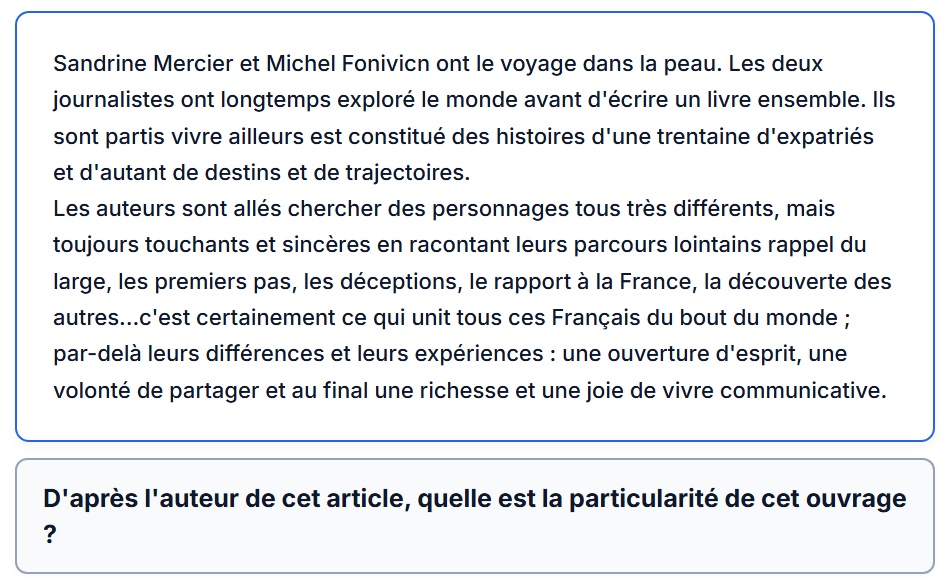 Sandrine Mercier et Michel Fonivicn ont le voyage dans la peau. Les deux
journalistes ont longtemps exploré le monde avant d'écrire un livre ensemble. Ils
sont partis vivre ailleurs est constitué des histoires d'une trentaine d'expatriés
et d'autant de destins et de trajectoires.
Les auteurs sont allés chercher des personnages tous très différents, mais
toujours touchants et sincères en racontant leurs parcours lointains rappel du
large, les premiers pas, les déceptions, le rapport à la France, la découverte des
autres...c'est certainement ce qui unit tous ces Français du bout du monde ;
par-delà leurs différences et leurs expériences : une ouverture d'esprit, une
volonté de partager et au final une richesse et une joie de vivre communicative.
D'après l'auteur de cet article, quelle est la particularité de cet ouvrage
?